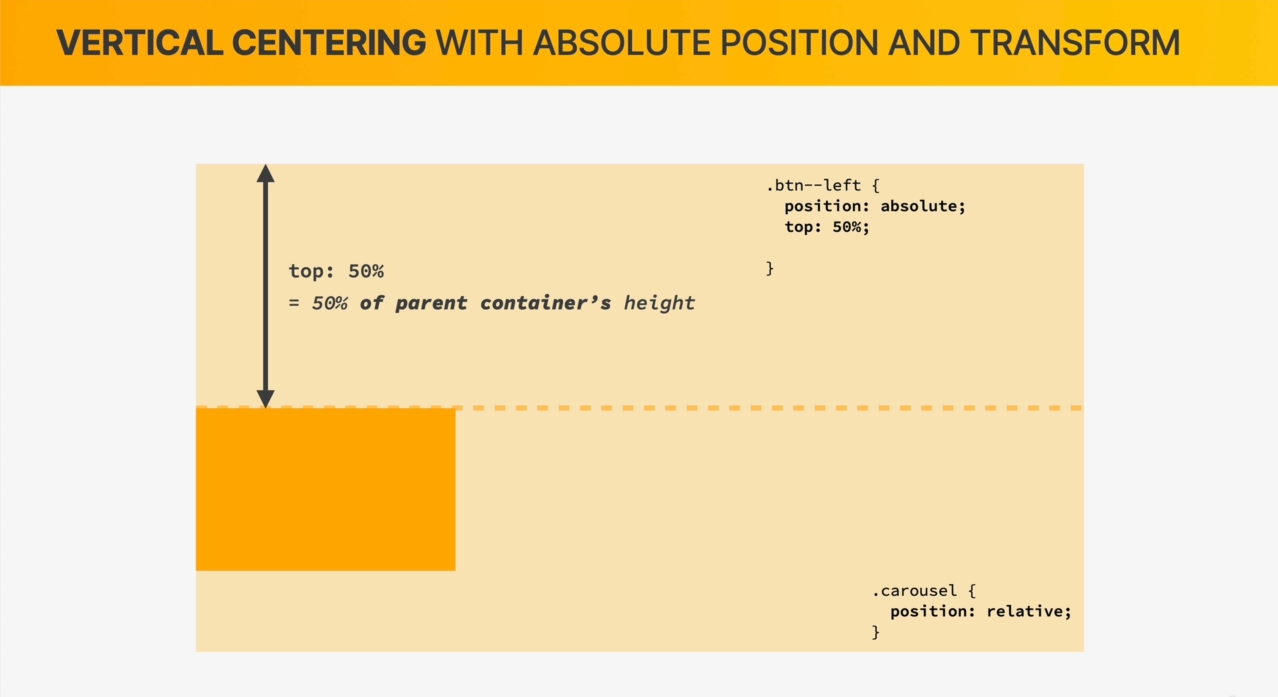 VERTICAL CENTERING WITH ABSOLUTE POSITION AND TRANSFORM
.btn--left {
position: absolute;
top: 50%;
}
top: 50%
= 50% of parent container’s height
.carousel {
position: relative;
}